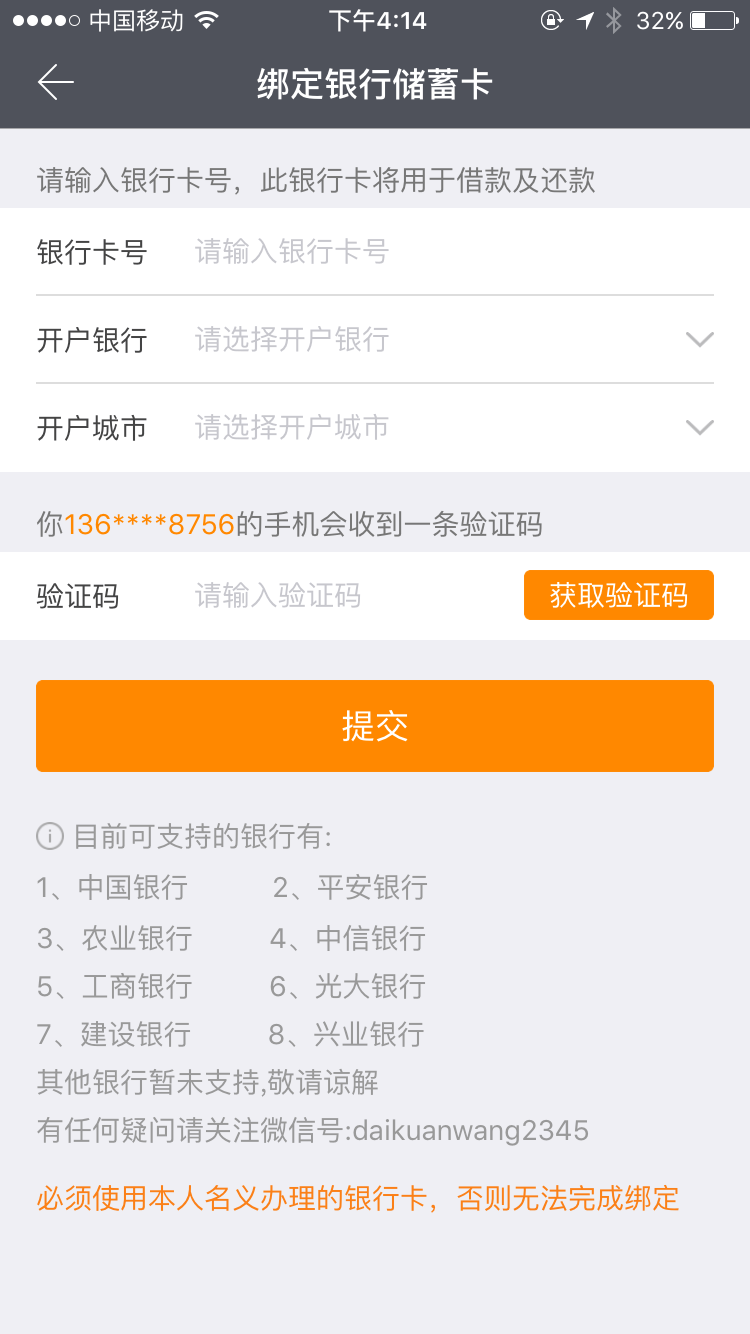 中国移动 下午4:14 32%
绑定银行储蓄卡
请输入银行卡号，此银行卡将用于借款及还款
银行卡号 请输入银行卡号
开户银行 请选择开户银行
开户城市 请选择开户城市
你136****8756的手机会收到一条验证码
验证码 请输入验证码 获取验证码
提交
目前可支持的银行有:
1、中国银行 2、平安银行
3、农业银行 4、中信银行
5、工商银行 6、光大银行
7、建设银行 8、兴业银行
其他银行暂未支持,敬请谅解
有任何疑问请关注微信号:daikuanwang2345
必须使用本人名义办理的银行卡，否则无法完成绑定